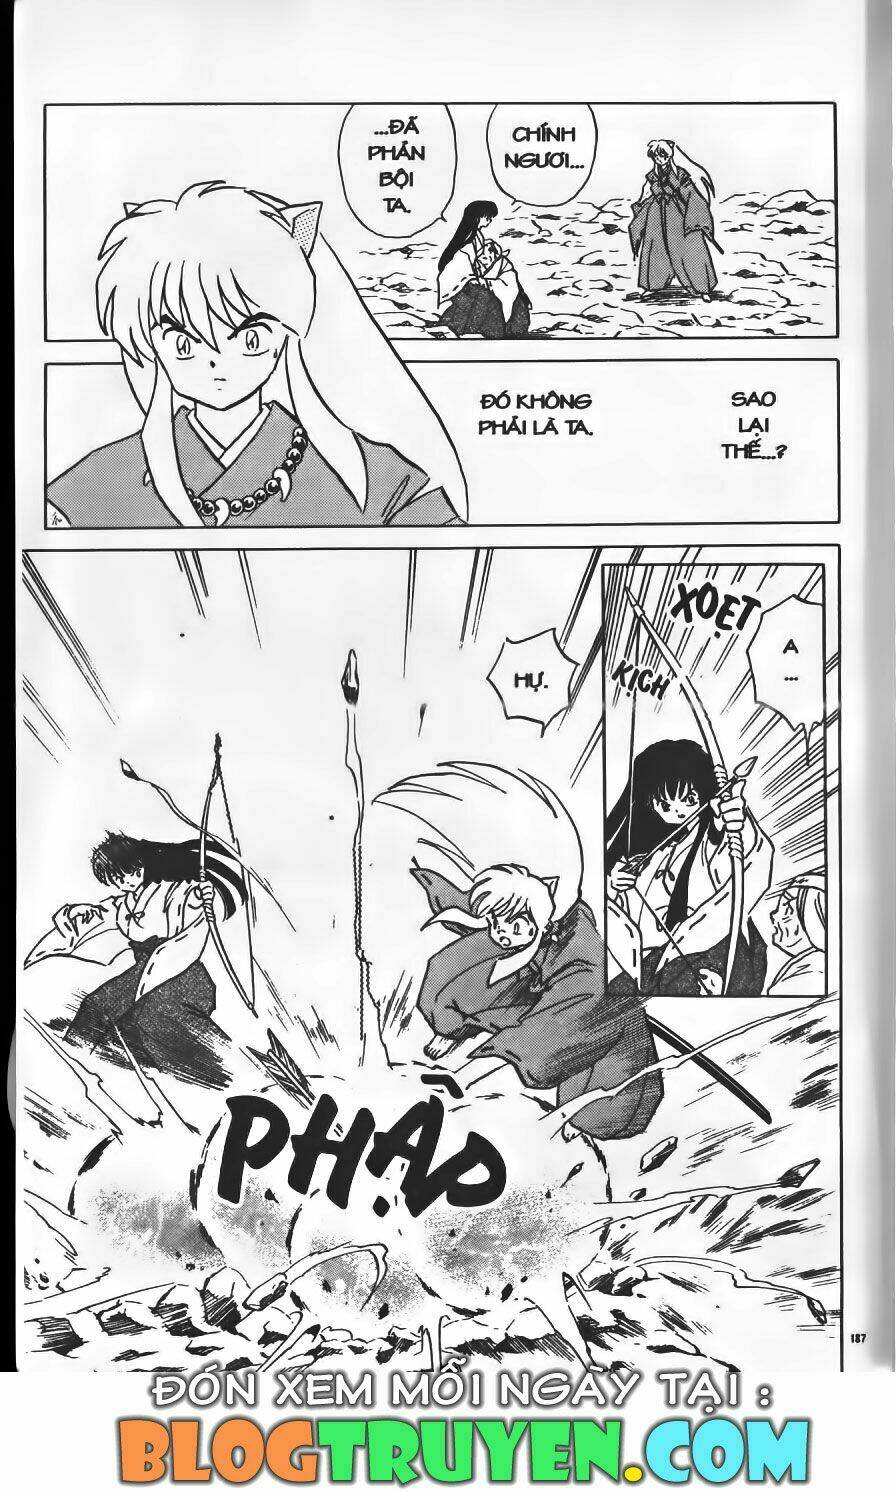 CHÍNH
NGƯƠI...
...ĐÃ
PHẢN
BỘI
TA.
SAO
LẠI
THẾ...?
ĐÓ KHÔNG
PHẢI LÀ TA.
A
...
XOẸT
KỊCH
HỰ.
PHẬP
187
ĐÓN XEM MỖI NGÀY TẠI :
BLOGTRUYEN.COM